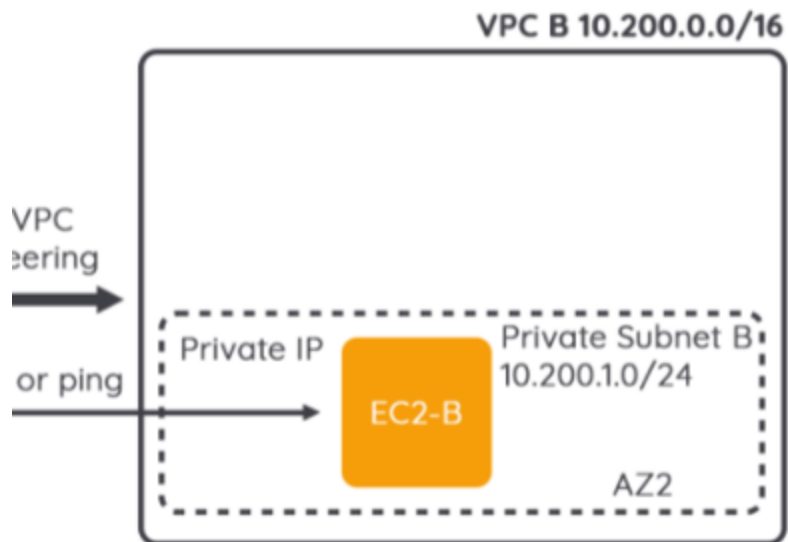 VPC B 10.200.0.0/16
VPC
eering
or ping
Private IP
Private Subnet B
10.200.1.0/24
EC2-B
AZ2